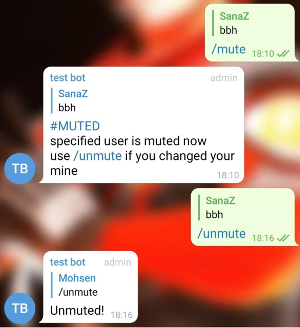 SanaZ
bbh
/mute
18:10
test bot admin
SanaZ
bbh
#MUTED
specified user is muted now
use /unmute if you changed your
mine
18:10
TB
SanaZ
bbh
/unmute
18:16
test bot admin
Mohsen
/unmute
Unmuted! 18:16
TB